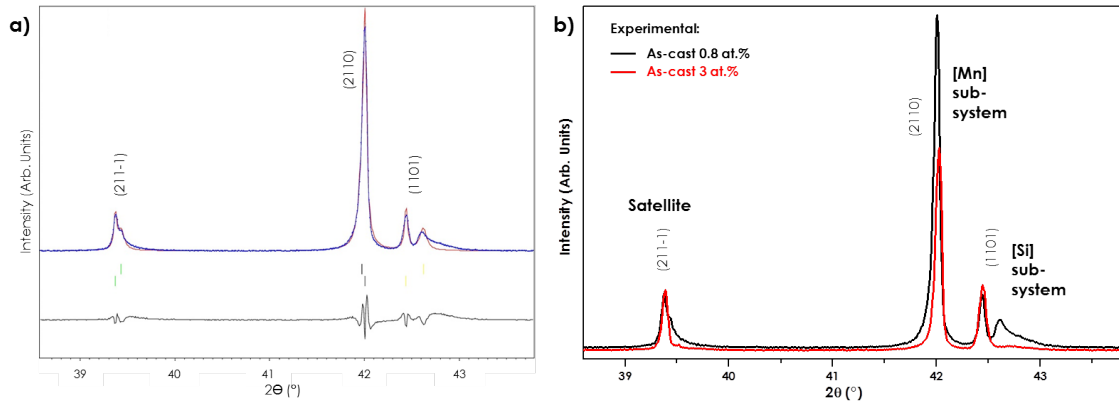 a)
Intensity (Arb. Units)
(211-1)
(2110)
(1101)
39
40
41
42
43
2Θ (°)
b)
Experimental:
As-cast 0.8 at.%
As-cast 3 at.%
Intensity (Arb. Units)
Satellite
(211-1)
(2110)
[Mn]
sub-
system
(1101)
[Si]
sub-
system
39
40
41
42
43
2θ (°)